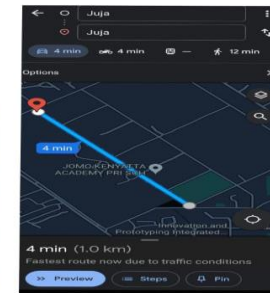 Juja
Juja
4 min
4 min
—
12 min
Options
4 min
JOMO-KENYATTA
ACADEMY PRI SCH
Innovation and
Prototyping Integrated...
4 min (1.0 km)
Fastest route now due to traffic conditions
Preview
Steps
Pin